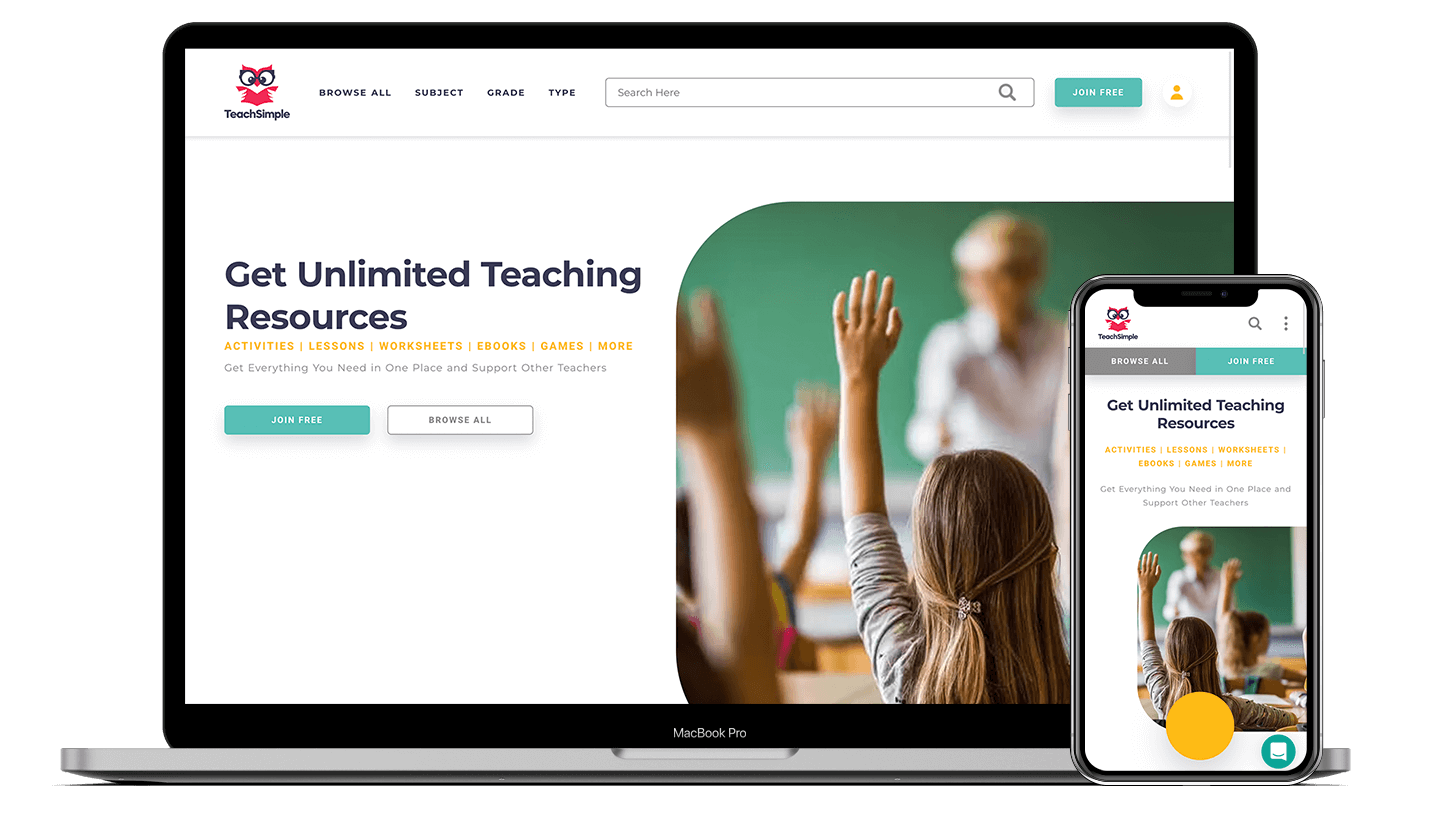 TeachSimple
BROWSE ALL
SUBJECT
GRADE
TYPE
Search Here
JOIN FREE
Get Unlimited Teaching
Resources
ACTIVITIES | LESSONS | WORKSHEETS | EBOOKS | GAMES | MORE
Get Everything You Need in One Place and Support Other Teachers
JOIN FREE
BROWSE ALL
MacBook Pro
TeachSimple
BROWSE ALL
JOIN FREE
Get Unlimited Teaching
Resources
ACTIVITIES | LESSONS | WORKSHEETS |
EBOOKS | GAMES | MORE
Get Everything You Need in One Place and
Support Other Teachers